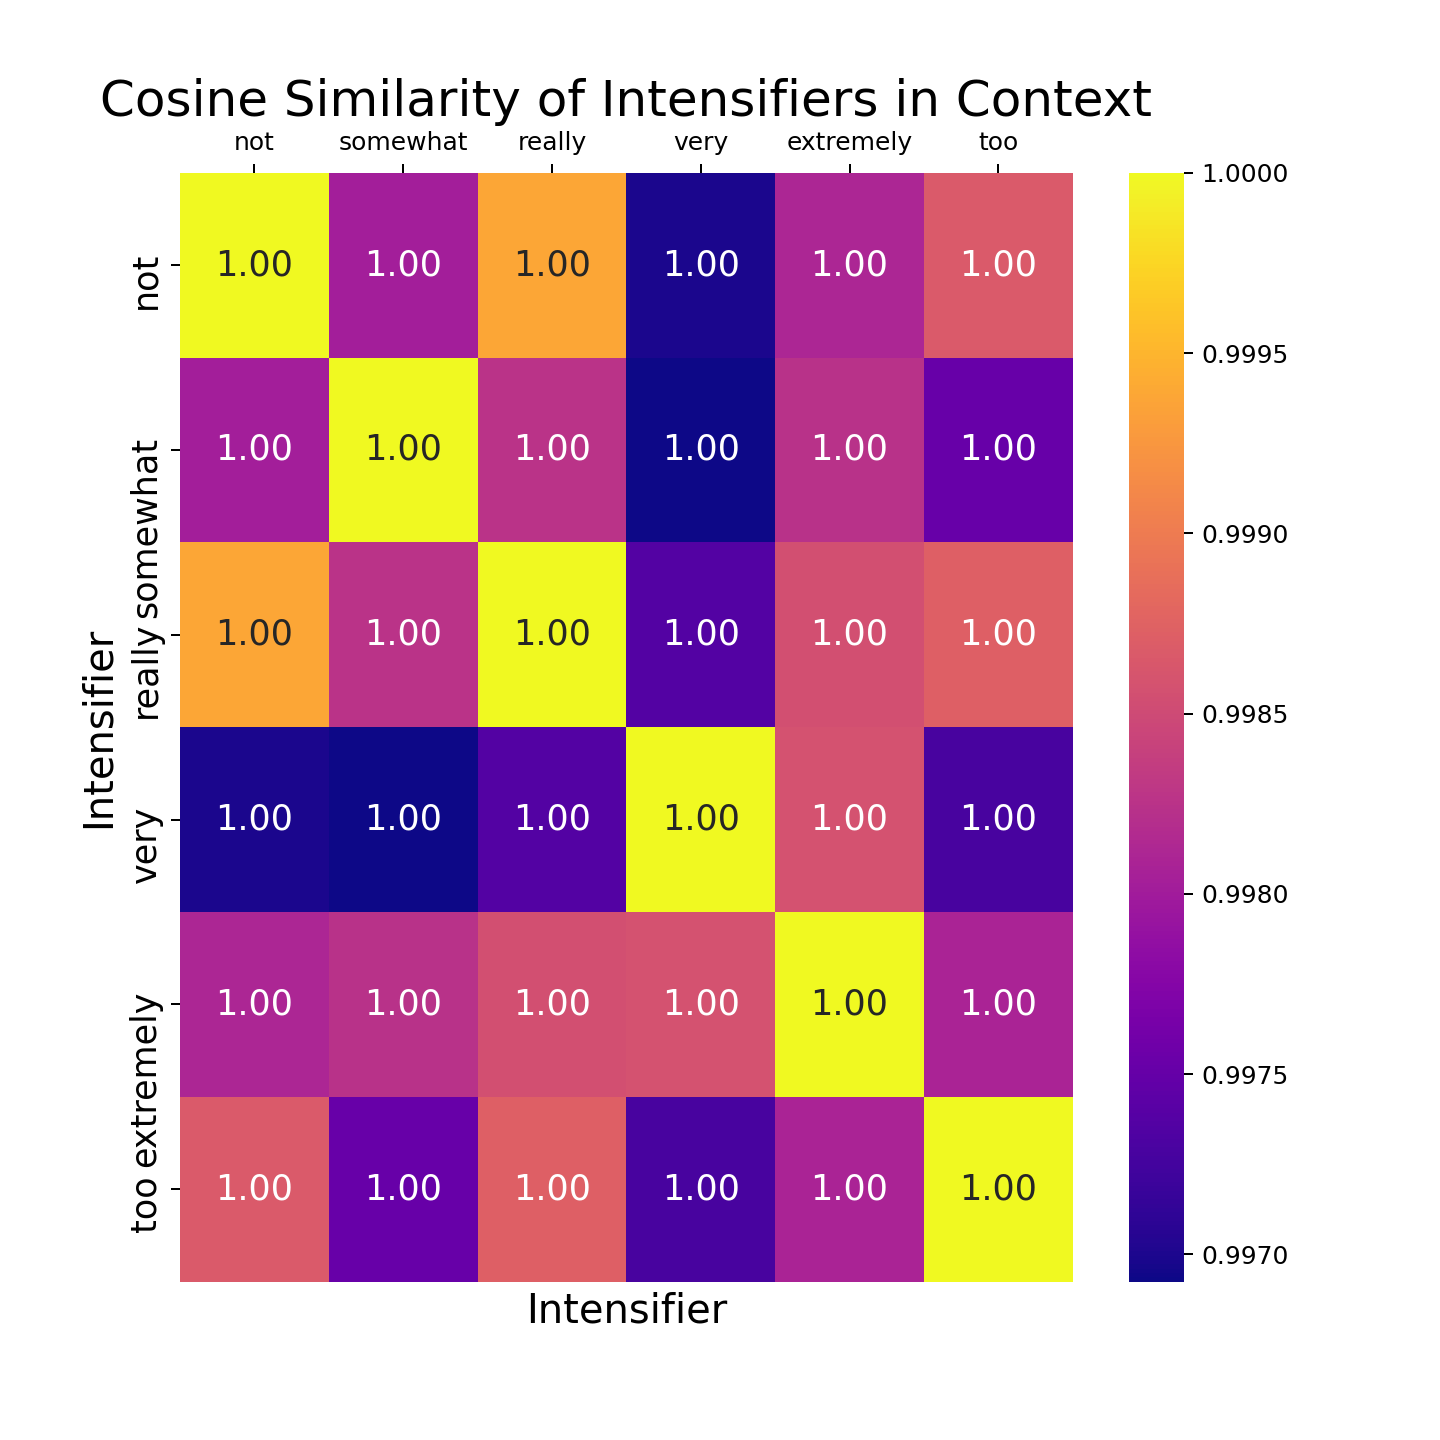 Cosine Similarity of Intensifiers in Context
not somewhat really very extremely too
not 1.00 1.00 1.00 1.00 1.00 1.00
somewhat 1.00 1.00 1.00 1.00 1.00 1.00
really 1.00 1.00 1.00 1.00 1.00 1.00
very 1.00 1.00 1.00 1.00 1.00 1.00
extremely 1.00 1.00 1.00 1.00 1.00 1.00
too 1.00 1.00 1.00 1.00 1.00 1.00
Intensifier
Intensifier
1.0000
0.9995
0.9990
0.9985
0.9980
0.9975
0.9970